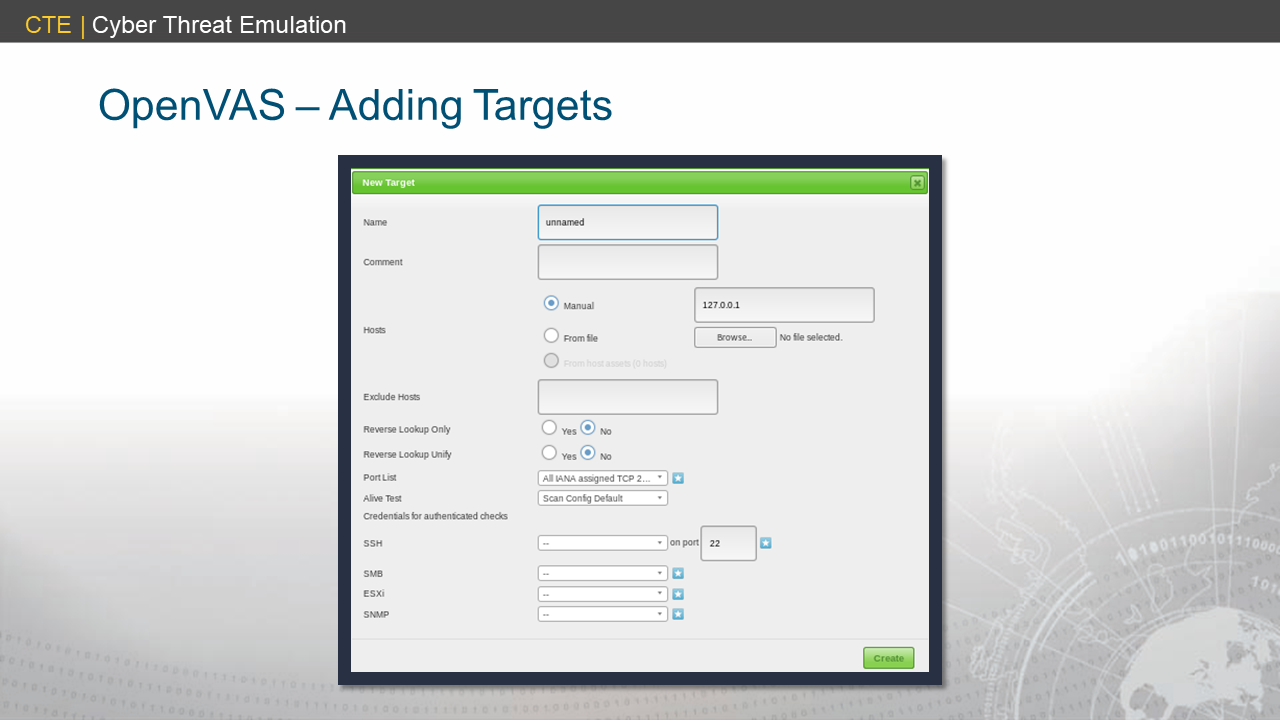 CTE | Cyber Threat Emulation
OpenVAS – Adding Targets
New Target
Name unnamed
Comment
Manual 127.0.0.1
Hosts
From file Browse... No file selected.
From host assets (0 hosts)
Exclude Hosts
Reverse Lookup Only Yes No
Reverse Lookup Unify Yes No
Port List All IANA assigned TCP 2...
Alive Test Scan Config Default
Credentials for authenticated checks
SSH -- on port 22
SMB --
ESXi --
SNMP --
Create